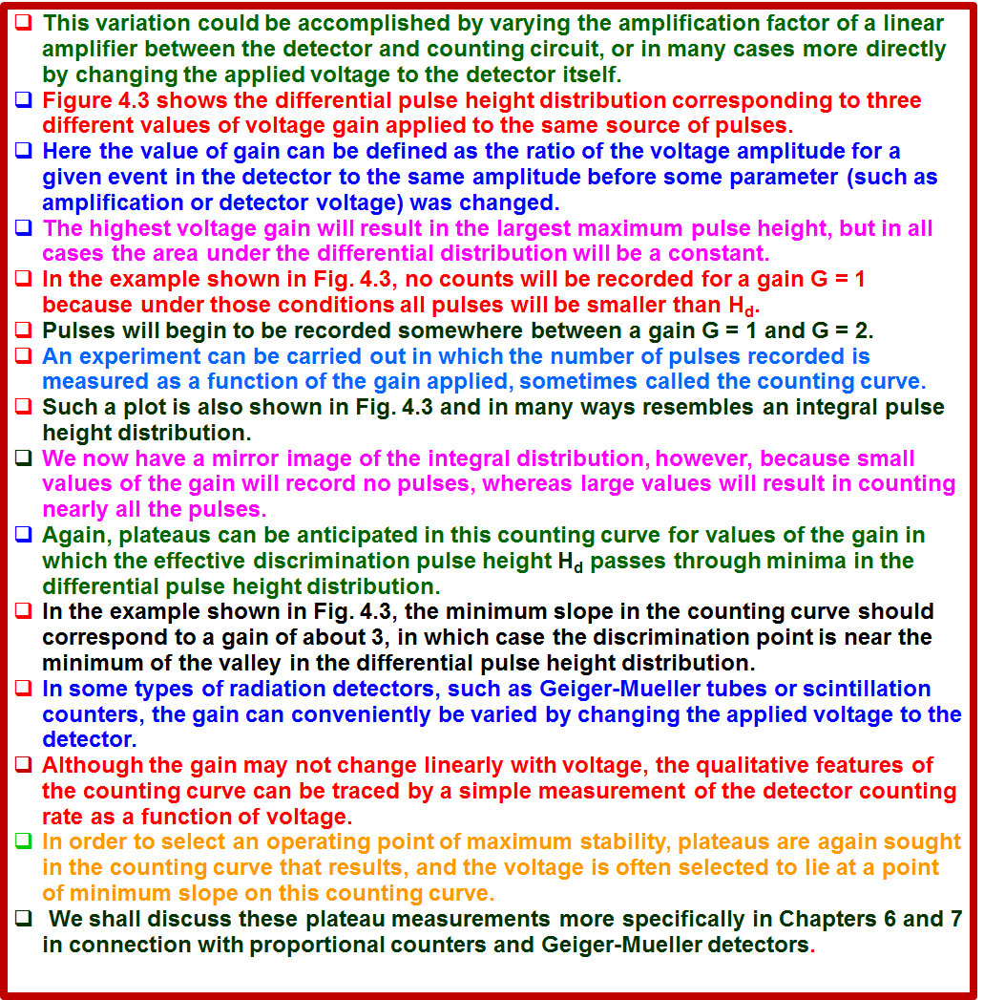 ❑ This variation could be accomplished by varying the amplification factor of a linear
amplifier between the detector and counting circuit, or in many cases more directly
by changing the applied voltage to the detector itself.
❑ Figure 4.3 shows the differential pulse height distribution corresponding to three
different values of voltage gain applied to the same source of pulses.
❑ Here the value of gain can be defined as the ratio of the voltage amplitude for a
given event in the detector to the same amplitude before some parameter (such as
amplification or detector voltage) was changed.
❑ The highest voltage gain will result in the largest maximum pulse height, but in all
cases the area under the differential distribution will be a constant.
❑ In the example shown in Fig. 4.3, no counts will be recorded for a gain G = 1
because under those conditions all pulses will be smaller than Hd.
❑ Pulses will begin to be recorded somewhere between a gain G = 1 and G = 2.
❑ An experiment can be carried out in which the number of pulses recorded is
measured as a function of the gain applied, sometimes called the counting curve.
❑ Such a plot is also shown in Fig. 4.3 and in many ways resembles an integral pulse
height distribution.
❑ We now have a mirror image of the integral distribution, however, because small
values of the gain will record no pulses, whereas large values will result in counting
nearly all the pulses.
❑ Again, plateaus can be anticipated in this counting curve for values of the gain in
which the effective discrimination pulse height Hd passes through minima in the
differential pulse height distribution.
❑ In the example shown in Fig. 4.3, the minimum slope in the counting curve should
correspond to a gain of about 3, in which case the discrimination point is near the
minimum of the valley in the differential pulse height distribution.
❑ In some types of radiation detectors, such as Geiger-Mueller tubes or scintillation
counters, the gain can conveniently be varied by changing the applied voltage to the
detector.
❑ Although the gain may not change linearly with voltage, the qualitative features of
the counting curve can be traced by a simple measurement of the detector counting
rate as a function of voltage.
❑ In order to select an operating point of maximum stability, plateaus are again sought
in the counting curve that results, and the voltage is often selected to lie at a point
of minimum slope on this counting curve.
❑ We shall discuss these plateau measurements more specifically in Chapters 6 and 7
in connection with proportional counters and Geiger-Mueller detectors.